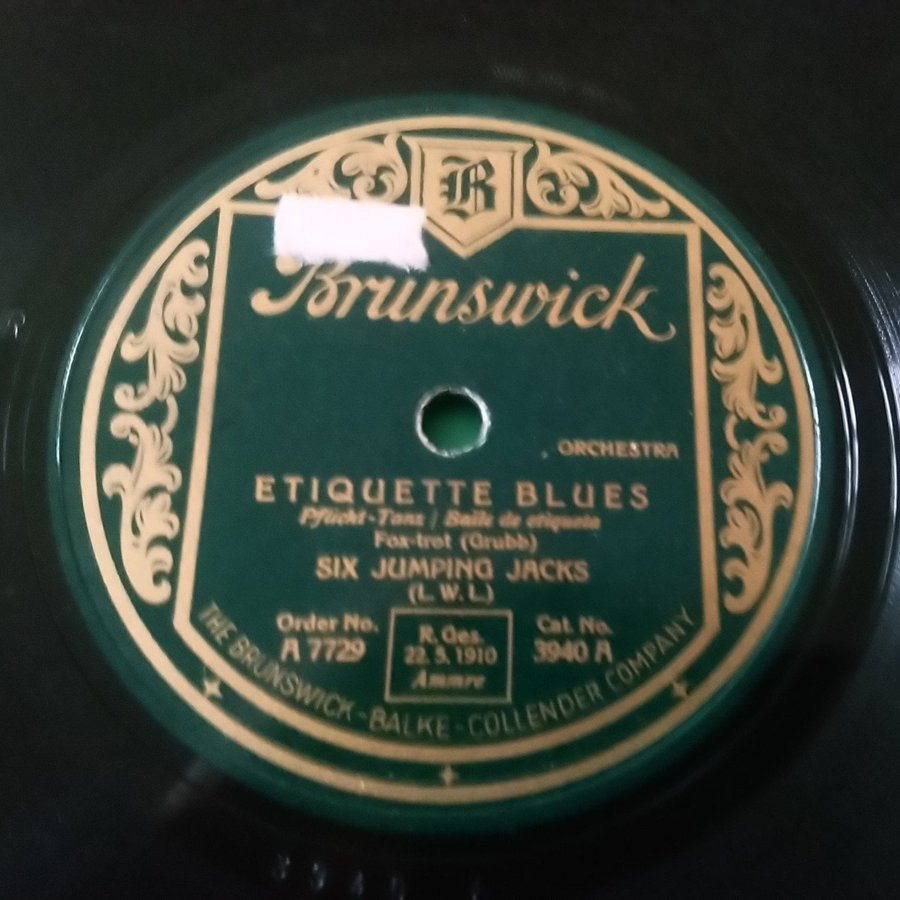 B
Brunswick
ORCHESTRA
ETIQUETTE BLUES
Pflicht-Tanz / Baile de etiqueta
Fox-trot (Grubb)
SIX JUMPING JACKS
(L. W. L.)
Order No.
A 7729
R. Ges.
22. 5. 1910
Ammre
Cat. No.
3940 A
THE BRUNSWICK - BALKE - COLLENDER COMPANY